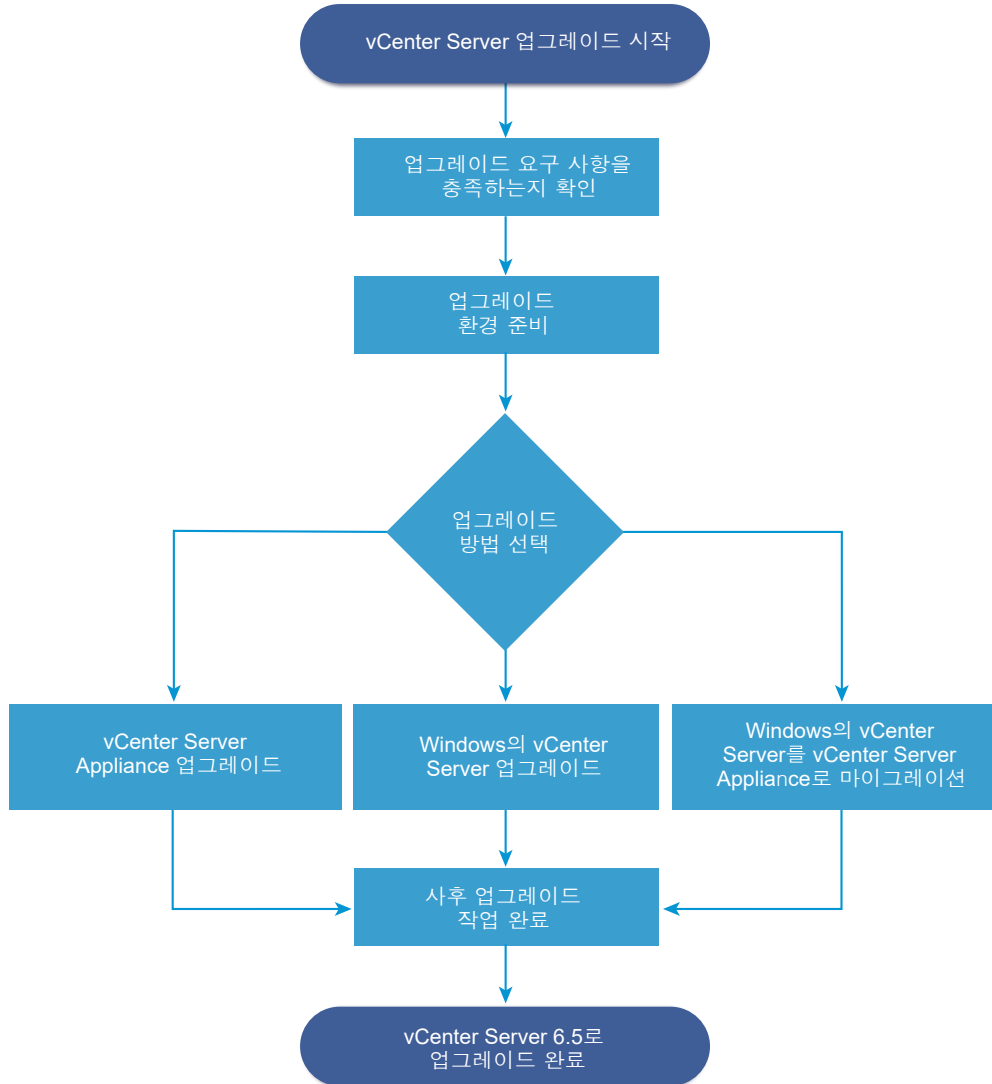 vCenter Server 업그레이드 시작
업그레이드 요구 사항을
충족하는지 확인
업그레이드
환경 준비
업그레이드
방법 선택
vCenter Server
Appliance 업그레이드
Windows의 vCenter
Server 업그레이드
Windows의 vCenter
Server를 vCenter Server
Appliance로 마이그레이션
사후 업그레이드
작업 완료
vCenter Server 6.5로
업그레이드 완료